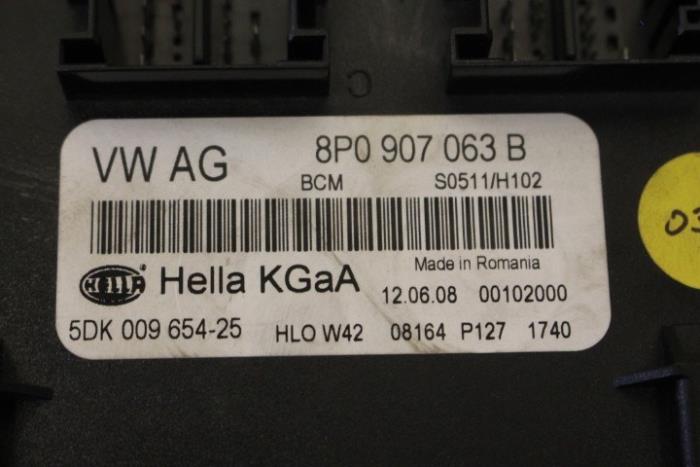 C
VW AG 8P0 907 063 B
BCM S0511/H102
Made in Romania
HELLA Hella KGaA
12.06.08 00102000
5DK 009 654-25 HLO W42 08164 P127 1740
03